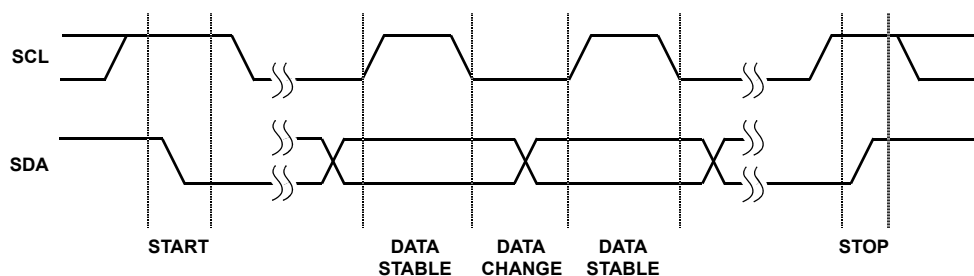 SCL
SDA
START
DATA STABLE
DATA CHANGE
DATA STABLE
STOP